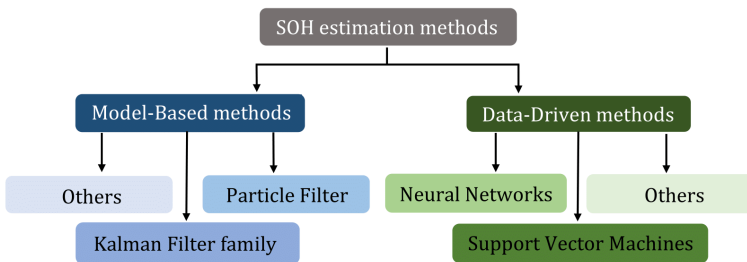 SOH estimation methods
Model-Based methods
Data-Driven methods
Others
Particle Filter
Neural Networks
Others
Kalman Filter family
Support Vector Machines